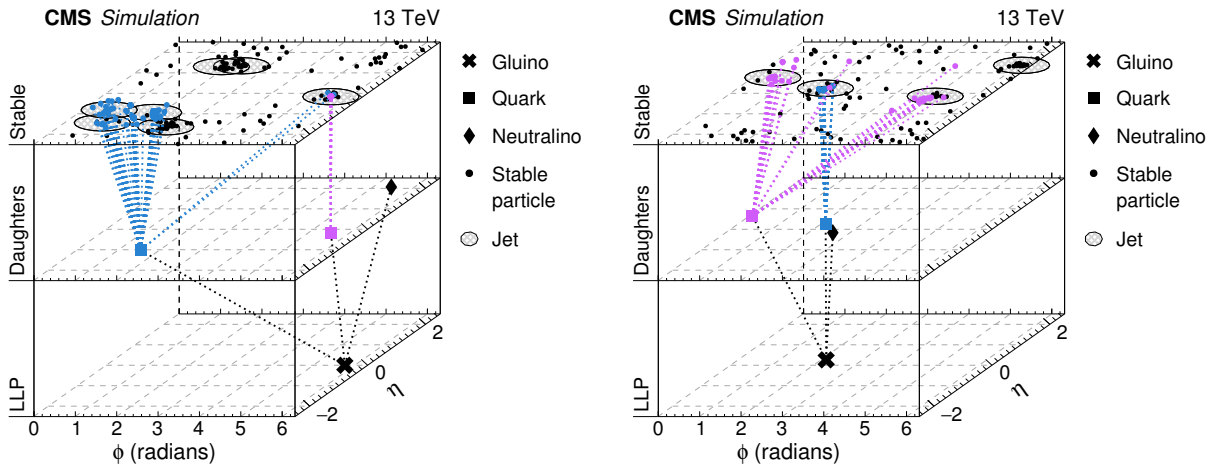 CMS Simulation 13 TeV
Stable
Daughters
LLP
Gluino
Quark
Neutralino
Stable
particle
Jet
2
0
−2
η
0 1 2 3 4 5 6
ϕ (radians)
CMS Simulation 13 TeV
Stable
Daughters
LLP
Gluino
Quark
Neutralino
Stable
particle
Jet
2
0
−2
η
0 1 2 3 4 5 6
ϕ (radians)